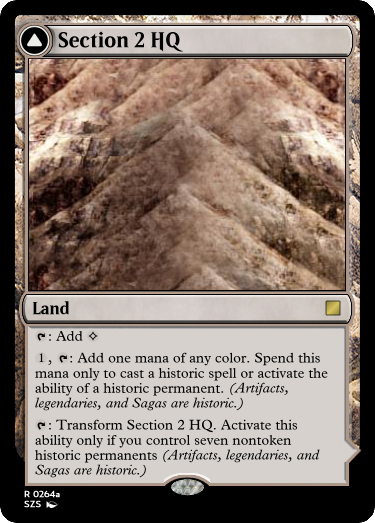 Section 2 HQ
Land
: Add
1, : Add one mana of any color. Spend this
mana only to cast a historic spell or activate the
ability of a historic permanent. (Artifacts,
legendaries, and Sagas are historic.)
: Transform Section 2 HQ. Activate this
ability only if you control seven nontoken
historic permanents (Artifacts, legendaries, and
Sagas are historic.)
R 0264a
SZS